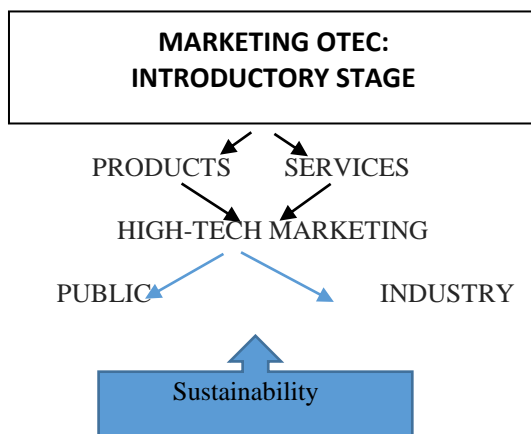 MARKETING OTEC:
INTRODUCTORY STAGE
PRODUCTS SERVICES
HIGH-TECH MARKETING
PUBLIC INDUSTRY
Sustainability